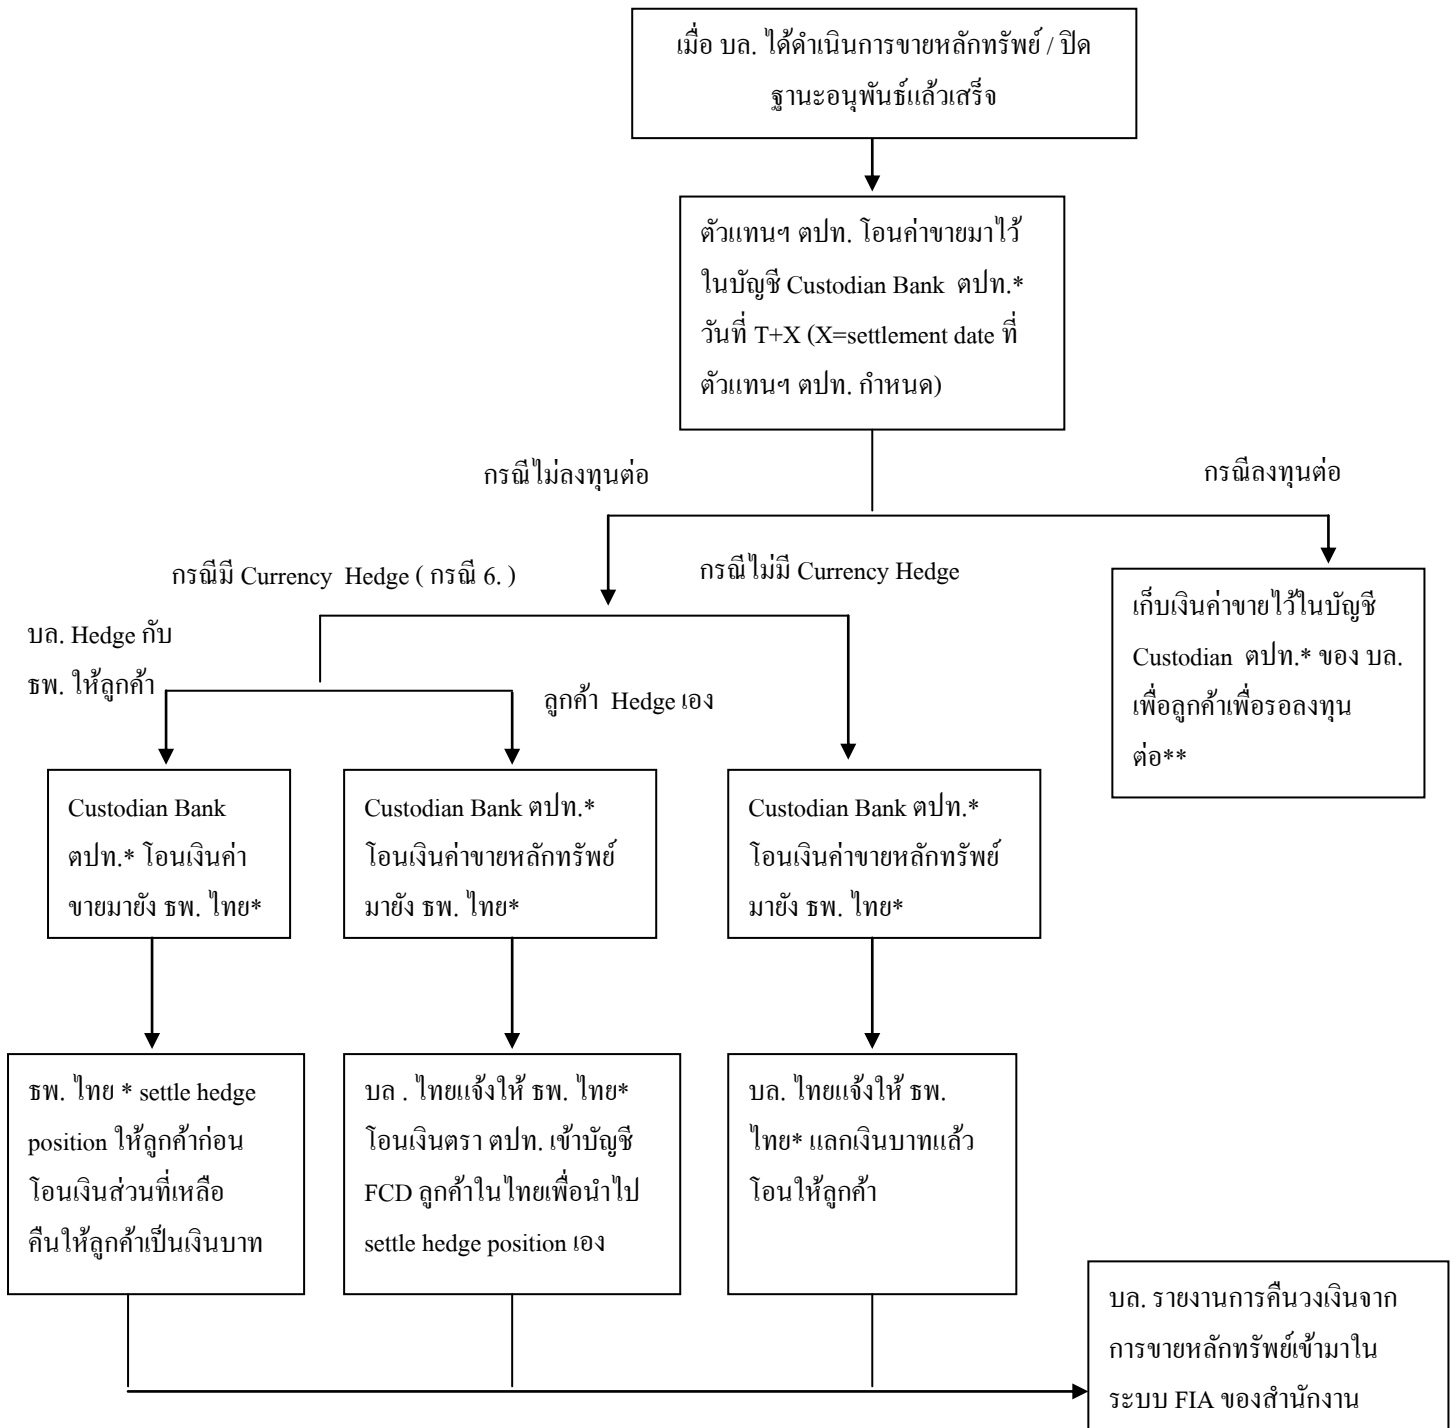 เมื่อ บล. ได้ดำเนินการขายหลักทรัพย์ / ปิด
ฐานะอนุพันธ์แล้วเสร็จ
ตัวแทนฯ ตปท. โอนค่าขายมาไว้
ในบัญชี Custodian Bank ตปท.*
วันที่ T+X (X=settlement date ที่
ตัวแทนฯ ตปท. กำหนด)
กรณีไม่ลงทุนต่อ
กรณีลงทุนต่อ
กรณีมี Currency Hedge ( กรณี 6. )
กรณีไม่มี Currency Hedge
เก็บเงินค่าขายไว้ในบัญชี
Custodian ตปท.* ของ บล.
เพื่อลูกค้าเพื่อรอลงทุน
ต่อ**
บล. Hedge กับ
ธพ. ให้ลูกค้า
ลูกค้า Hedge เอง
Custodian Bank
ตปท.* โอนเงินค่า
ขายมายัง ธพ. ไทย*
Custodian Bank ตปท.*
โอนเงินค่าขายหลักทรัพย์
มายัง ธพ. ไทย*
Custodian Bank ตปท.*
โอนเงินค่าขายหลักทรัพย์
มายัง ธพ. ไทย*
ธพ. ไทย * settle hedge
position ให้ลูกค้าก่อน
โอนเงินส่วนที่เหลือ
คืนให้ลูกค้าเป็นเงินบาท
บล . ไทยแจ้งให้ ธพ. ไทย*
โอนเงินตรา ตปท. เข้าบัญชี
FCD ลูกค้าในไทยเพื่อนำไป
settle hedge position เอง
บล. ไทยแจ้งให้ ธพ.
ไทย* แลกเงินบาทแล้ว
โอนให้ลูกค้า
บล. รายงานการคืนวงเงินจาก
การขายหลักทรัพย์เข้ามาใน
ระบบ FIA ของสำนักงาน